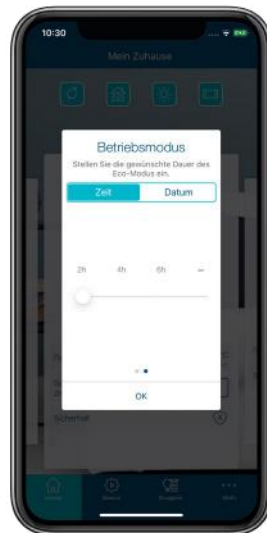 10:30
Mein Zuhause
Betriebsmodus
Stellen Sie die gewünschte Dauer des
Eco-Modus ein.
Zeit Datum
2h 4h 6h ∞
OK
Sicherheit